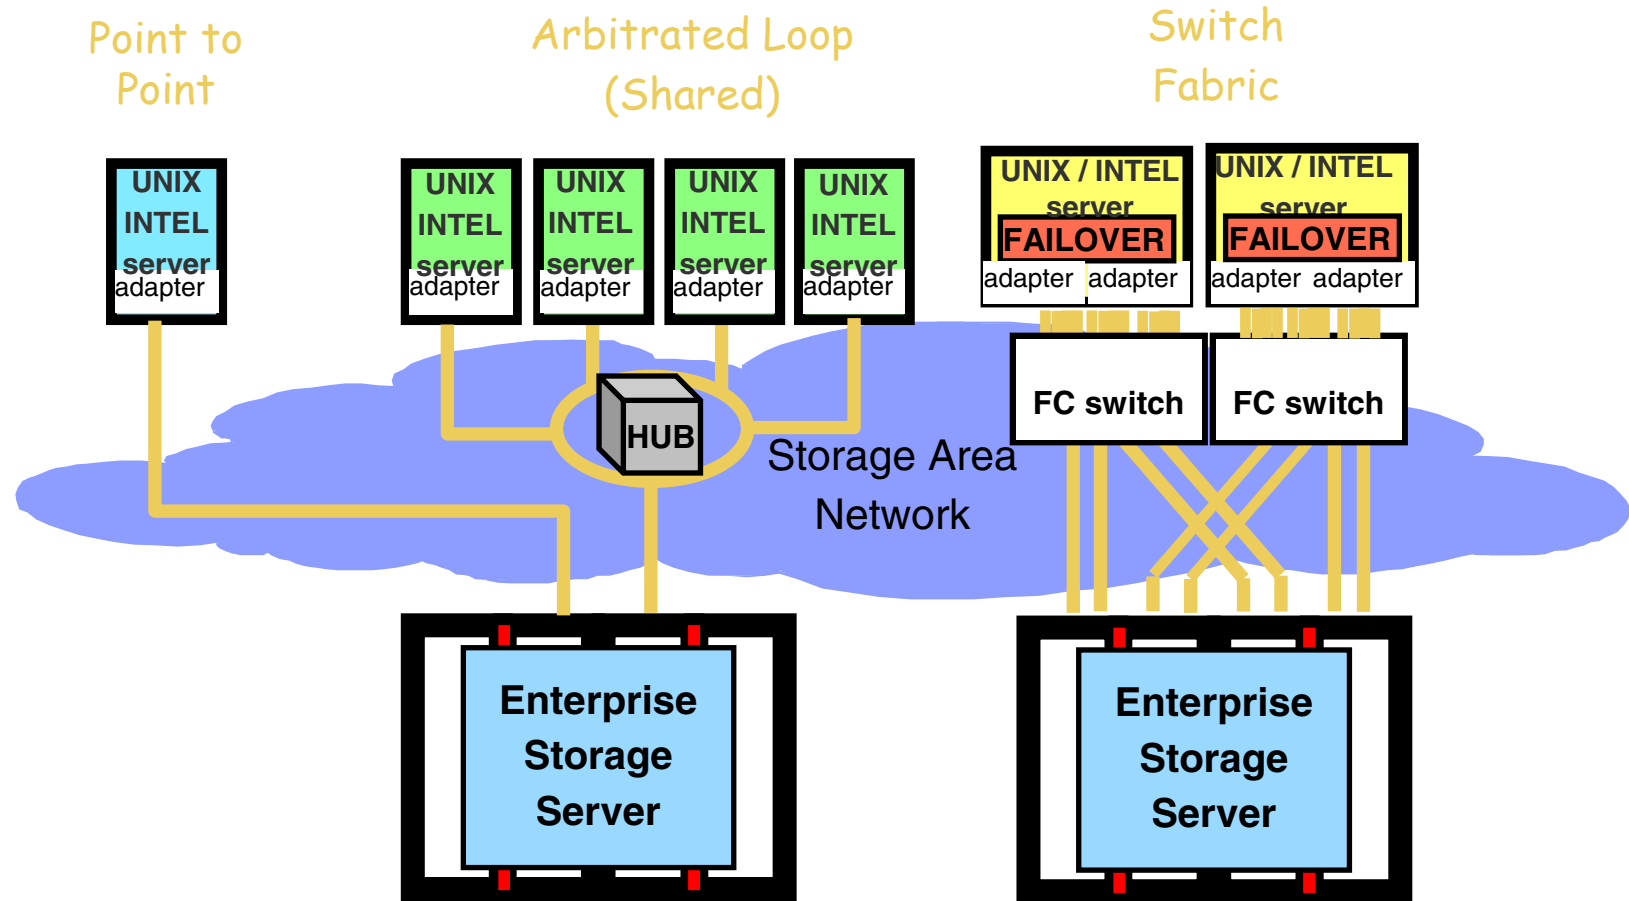 Point to
Point
Arbitrated Loop
(Shared)
Switch
Fabric
UNIX
INTEL
server
adapter
UNIX
INTEL
server
adapter
UNIX
INTEL
server
adapter
UNIX
INTEL
server
adapter
UNIX
INTEL
server
adapter
UNIX / INTEL
server
FAILOVER
adapter adapter
UNIX / INTEL
server
FAILOVER
adapter adapter
HUB
FC switch
FC switch
Storage Area
Network
Enterprise
Storage
Server
Enterprise
Storage
Server